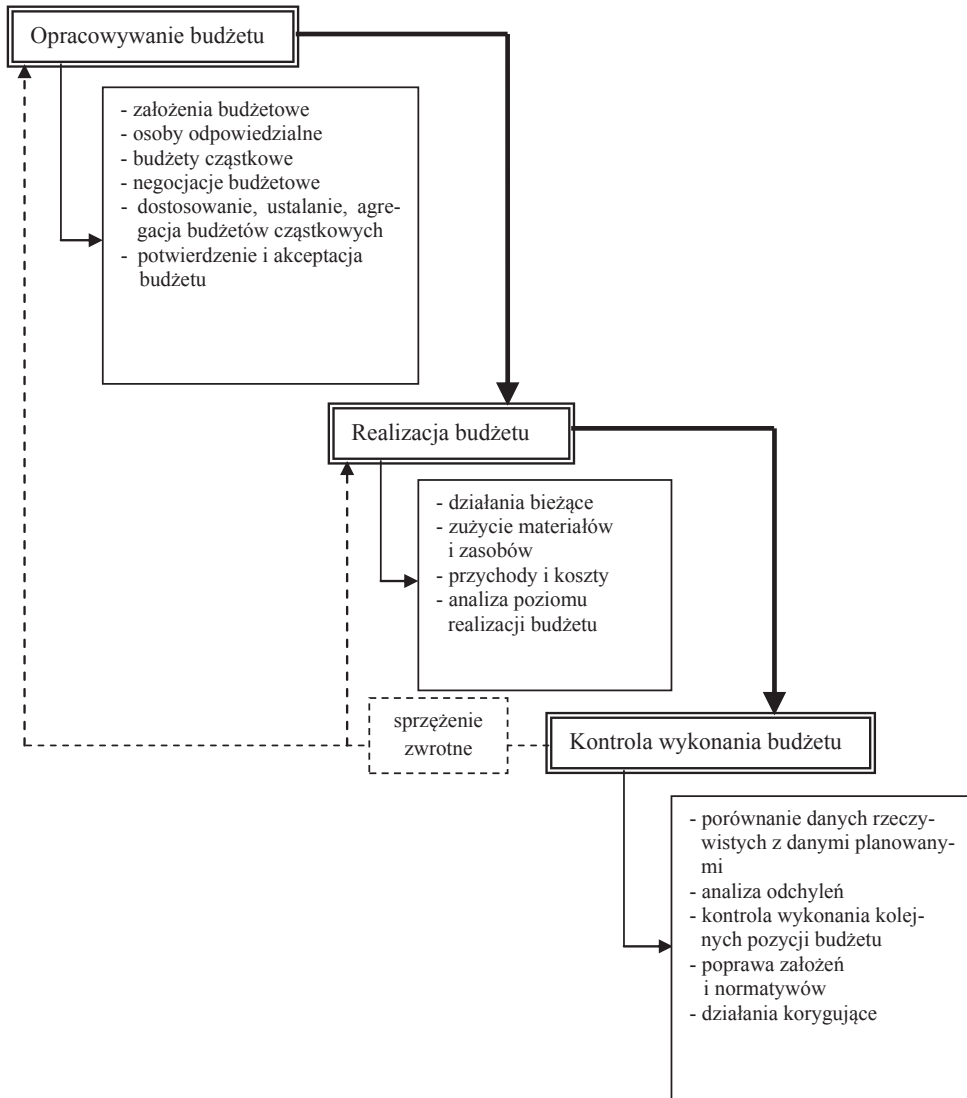 Opracowywanie budżetu
- założenia budżetowe
- osoby odpowiedzialne
- budżety cząstkowe
- negocjacje budżetowe
- dostosowanie, ustalanie, agre-
gacja budżetów cząstkowych
- potwierdzenie i akceptacja
budżetu
Realizacja budżetu
- działania bieżące
- zużycie materiałów
i zasobów
- przychody i koszty
- analiza poziomu
realizacji budżetu
sprzężenie
zwrotne
Kontrola wykonania budżetu
- porównanie danych rzeczy-
wistych z danymi planowany-
mi
- analiza odchyleń
- kontrola wykonania kolej-
nych pozycji budżetu
- poprawa założeń
i normatywów
- działania korygujące